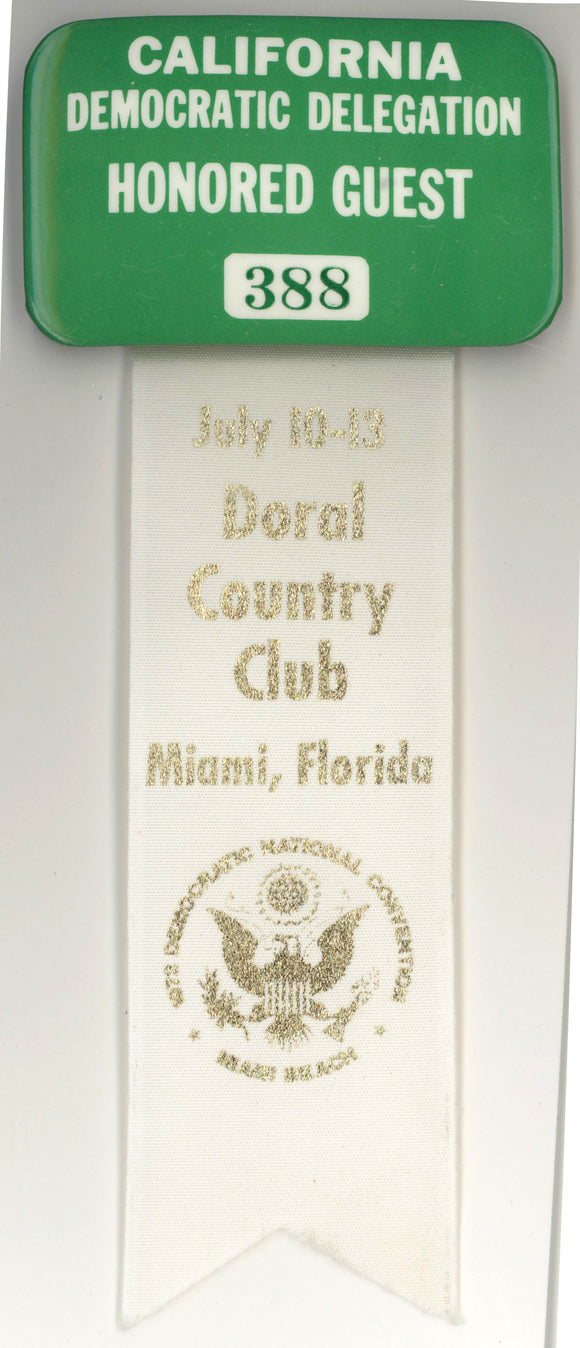 CALIFORNIA
DEMOCRATIC DELEGATION
HONORED GUEST
388
July 10-13
Doral
Country
Club
Miami, Florida
1972 DEMOCRATIC NATIONAL CONVENTION
MIAMI BEACH